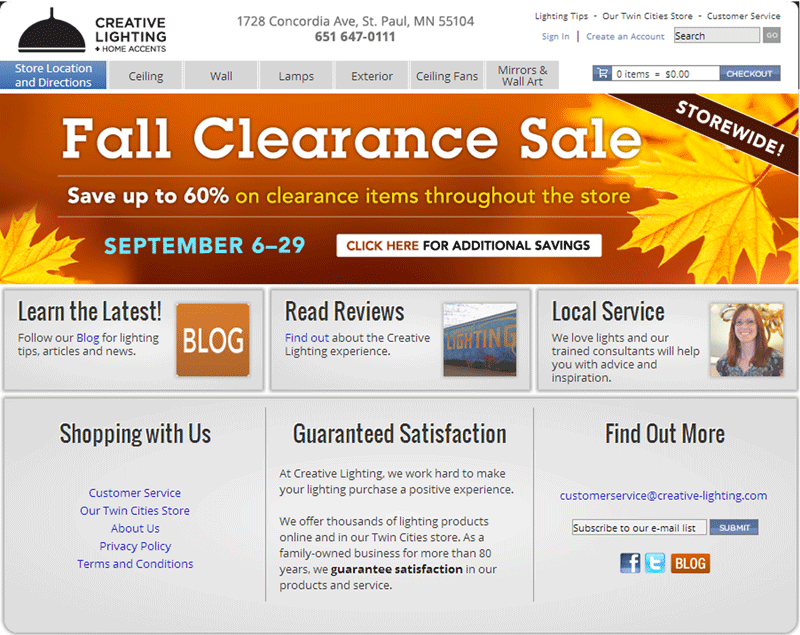 CREATIVE
LIGHTING
+ HOME ACCENTS
1728 Concordia Ave, St. Paul, MN 55104
651 647-0111
Lighting Tips - Our Twin Cities Store - Customer Service
Sign In | Create an Account
Search
GO
Store Location
and Directions
Ceiling
Wall
Lamps
Exterior
Ceiling Fans
Mirrors &
Wall Art
0 items = $0.00
CHECKOUT
Fall Clearance Sale
STOREWIDE!
Save up to 60% on clearance items throughout the store
SEPTEMBER 6–29
CLICK HERE FOR ADDITIONAL SAVINGS
Learn the Latest!
Follow our Blog for lighting
tips, articles and news.
BLOG
Read Reviews
Find out about the Creative
Lighting experience.
LIGHTING
Local Service
We love lights and our
trained consultants will help
you with advice and
inspiration.
Shopping with Us
Customer Service
Our Twin Cities Store
About Us
Privacy Policy
Terms and Conditions
Guaranteed Satisfaction
At Creative Lighting, we work hard to make
your lighting purchase a positive experience.
We offer thousands of lighting products
online and in our Twin Cities store. As a
family-owned business for more than 80
years. we guarantee satisfaction in our
products and service.
Find Out More
customerservice@creative-lighting.com
Subscribe to our e-mail list
SUBMIT
f
t
BLOG